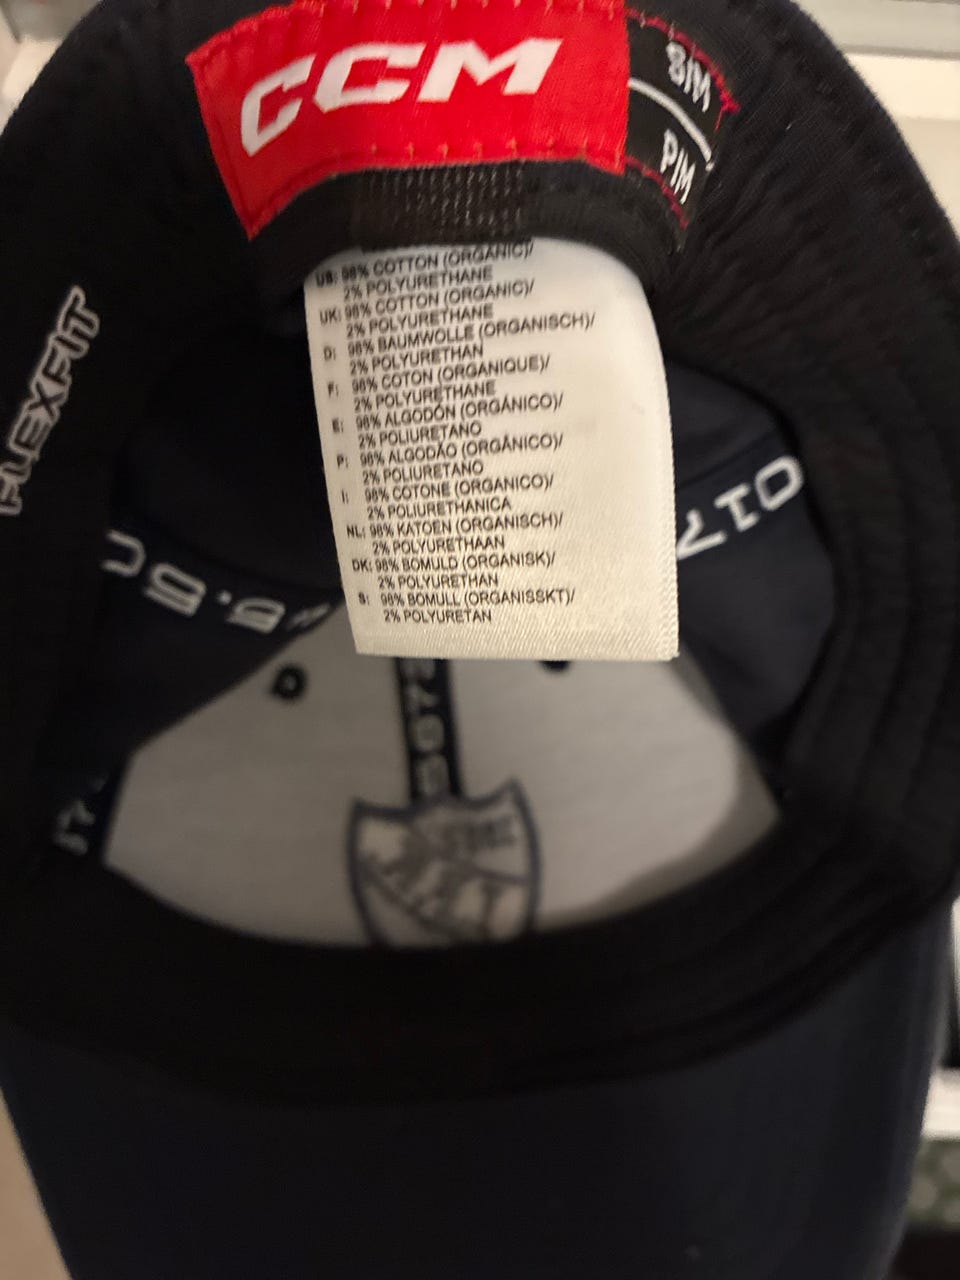 CCM
S/M
P/M
FLEXFIT
US: 98% COTTON (ORGANIC)/
2% POLYURETHANE
UK: 98% COTTON (ORGANIC)/
2% POLYURETHANE
D: 98% BAUMWOLLE (ORGANISCH)/
2% POLYURETHAN
F: 98% COTON (ORGANIQUE)/
2% POLYURETHANE
E: 98% ALGODÓN (ORGÁNICO)/
2% POLIURETANO
P: 98% ALGODÃO (ORGÂNICO)/
2% POLIURETANO
I: 98% COTONE (ORGANICO)/
2% POLIURETHANICA
NL: 98% KATOEN (ORGANISCH)/
2% POLYURETHAAN
DK: 98% BOMULD (ORGANISK)/
2% POLYURETHAN
S: 98% BOMULL (ORGANISSKT)/
2% POLYURETAN